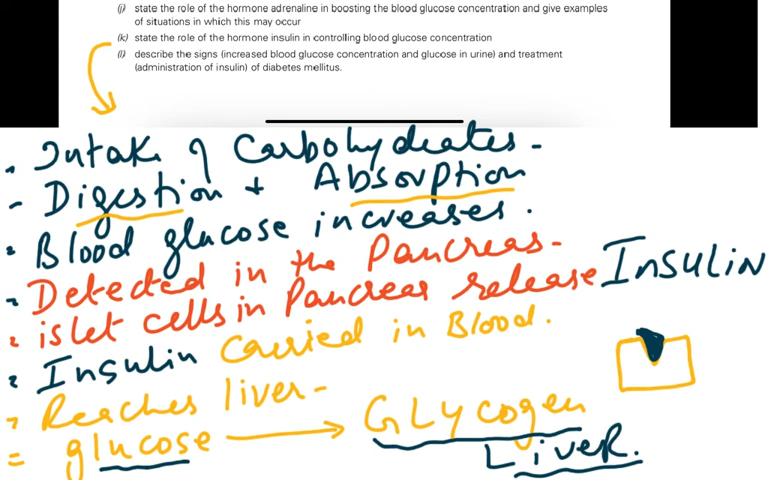 (j) state the role of the hormone adrenaline in boosting the blood glucose concentration and give examples
of situations in which this may occur
(k) state the role of the hormone insulin in controlling blood glucose concentration
(l) describe the signs (increased blood glucose concentration and glucose in urine) and treatment
(administration of insulin) of diabetes mellitus.
. Intake of Carbohydrates -
- Digestion + Absorption
. Blood glucose increases.
. Detected in the Pancreas -
. islet cells in Pancreas release INSULIN
. INSULIN Carried in Blood.
. Reaches liver -
= glucose → GLYcogen
LiveR.